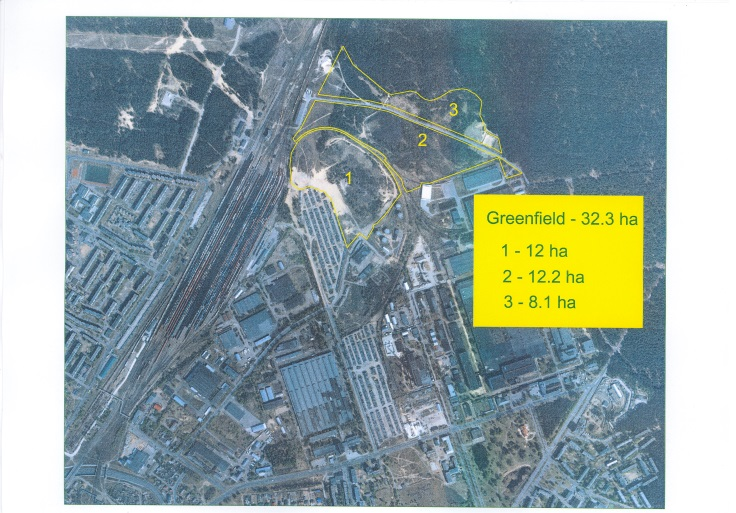 3
2
1
Greenfield - 32.3 ha
1 - 12 ha
2 - 12.2 ha
3 - 8.1 ha